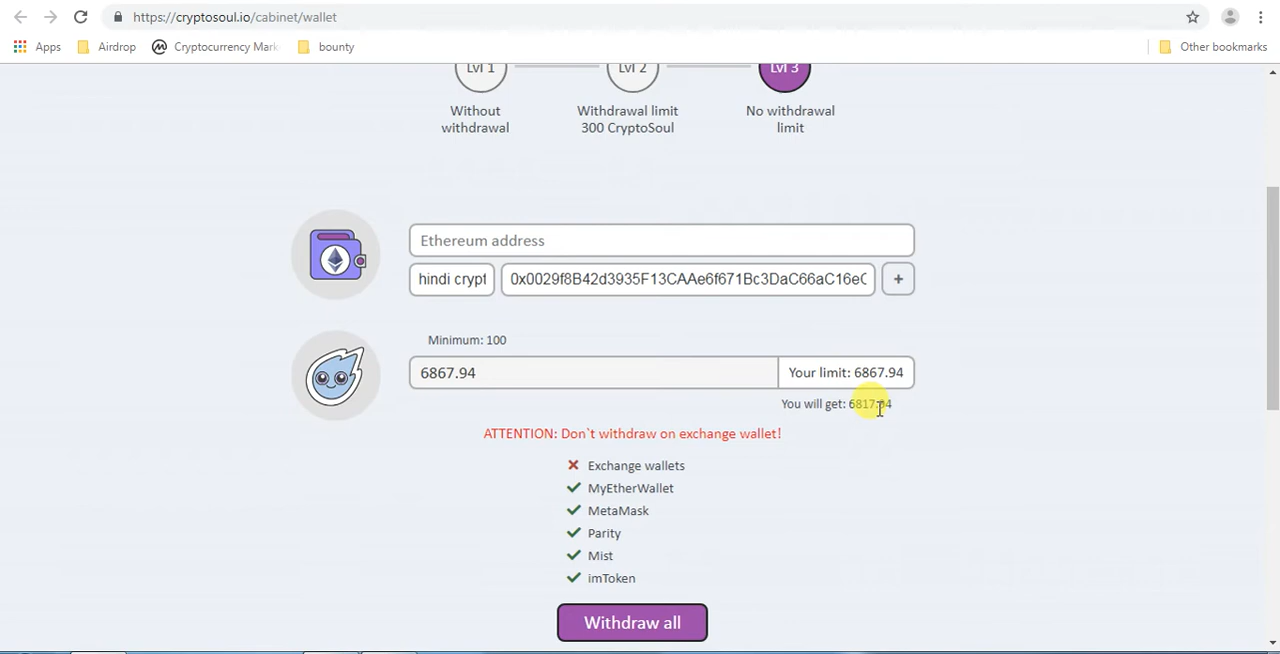 https://cryptosoul.io/cabinet/wallet
Apps Airdrop Cryptocurrency Mark bounty Other bookmarks
Lvl 1 Lvl 2 Lvl 3
Without withdrawal
Withdrawal limit 300 CryptoSoul
No withdrawal limit
Ethereum address
hindi crypt 0x0029f8B42d3935F13CAAe6f671Bc3DaC66aC16eC +
Minimum: 100
6867.94 Your limit: 6867.94
You will get: 6817.94
ATTENTION: Don`t withdraw on exchange wallet!
Exchange wallets
MyEtherWallet
MetaMask
Parity
Mist
imToken
Withdraw all